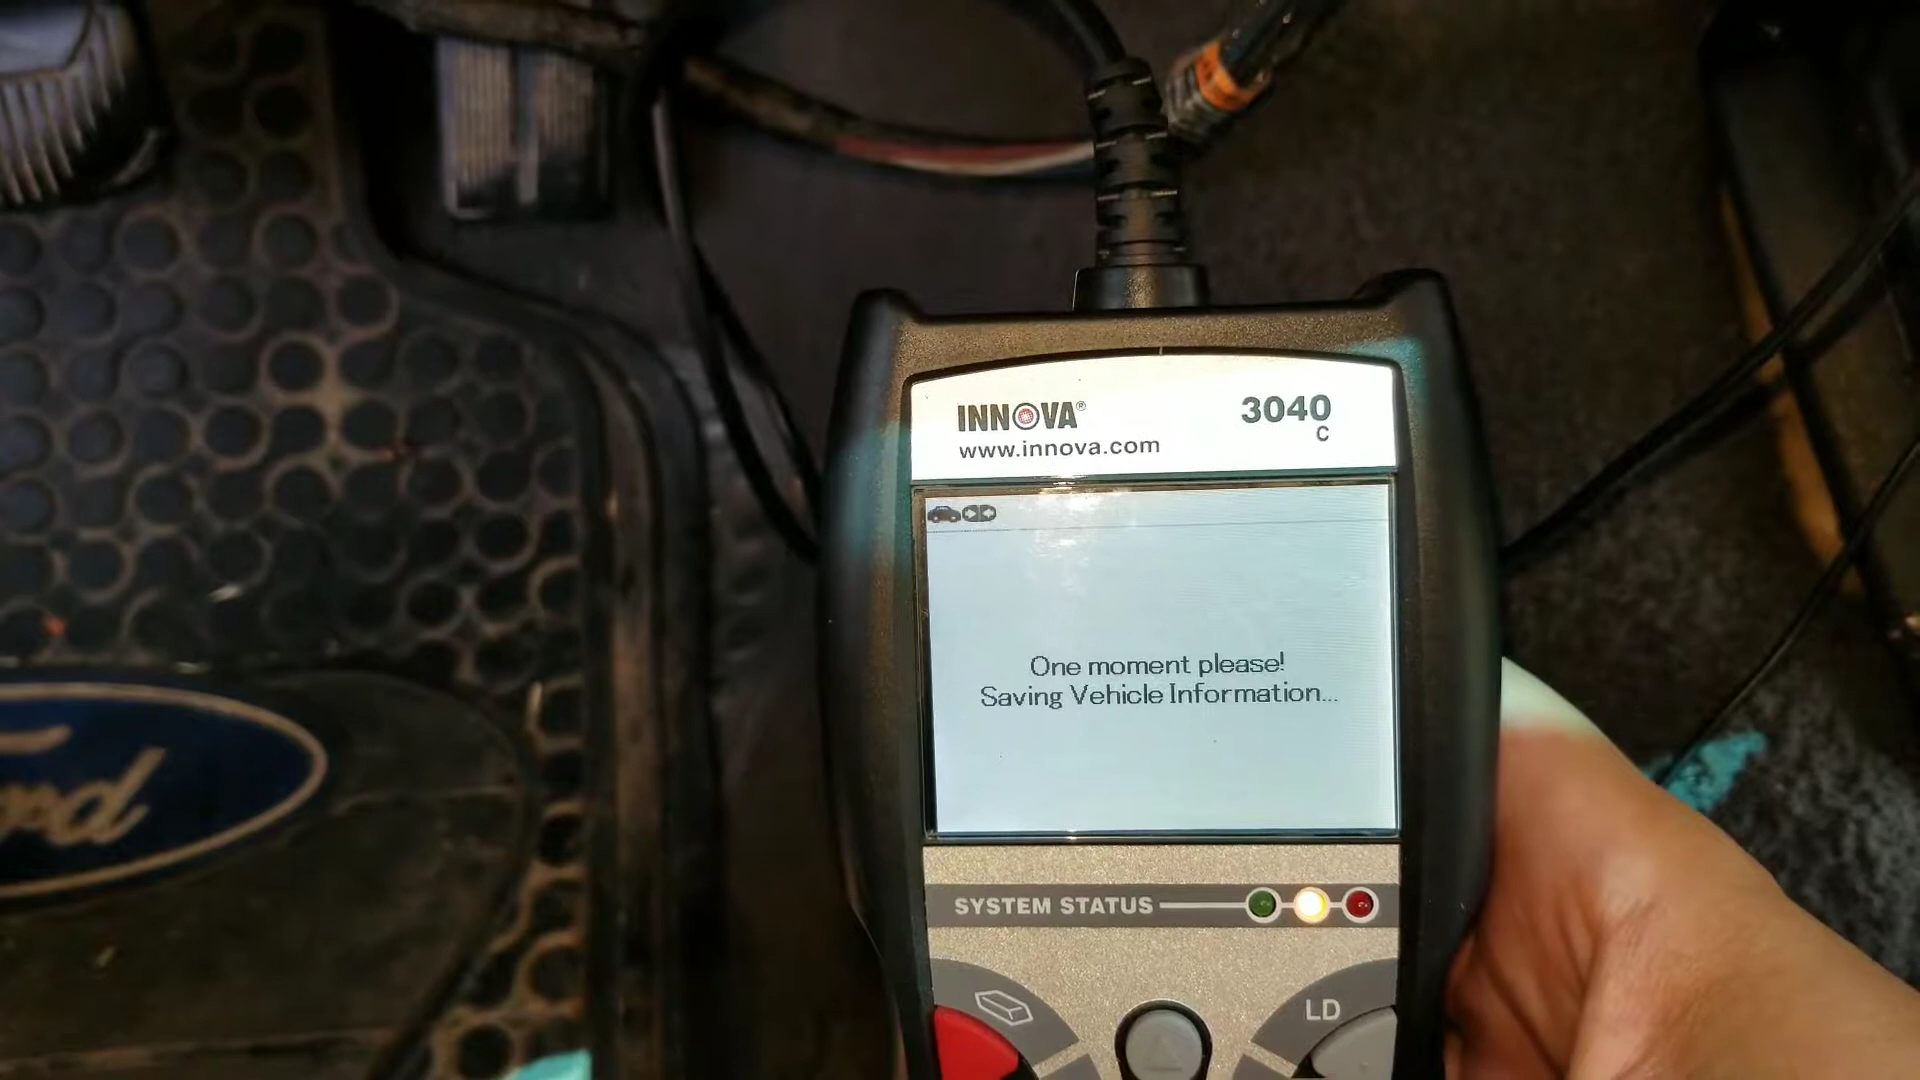 INNOVA®
3040
C
www.innova.com
One moment please!
Saving Vehicle Information...
SYSTEM STATUS
LD
Ford